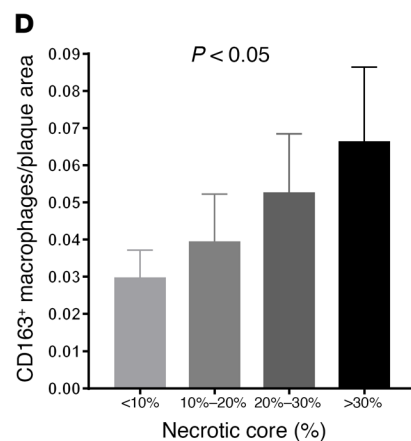 D
P < 0.05
CD163⁺ macrophages/plaque area
0.09
0.08
0.07
0.06
0.05
0.04
0.03
0.02
0.01
0.00
<10% 10%–20% 20%–30% >30%
Necrotic core (%)